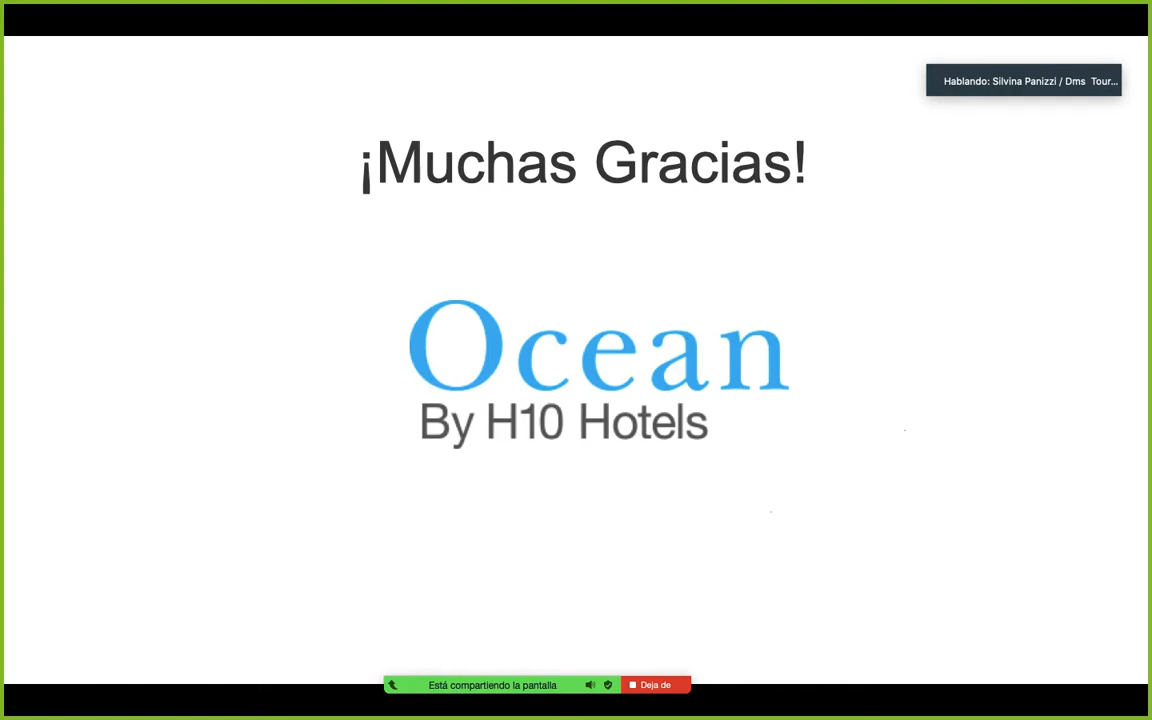 Hablando: Silvina Panizzi / Dms Tour...
¡Muchas Gracias!
Ocean
By H10 Hotels
Está compartiendo la pantalla
Deja de